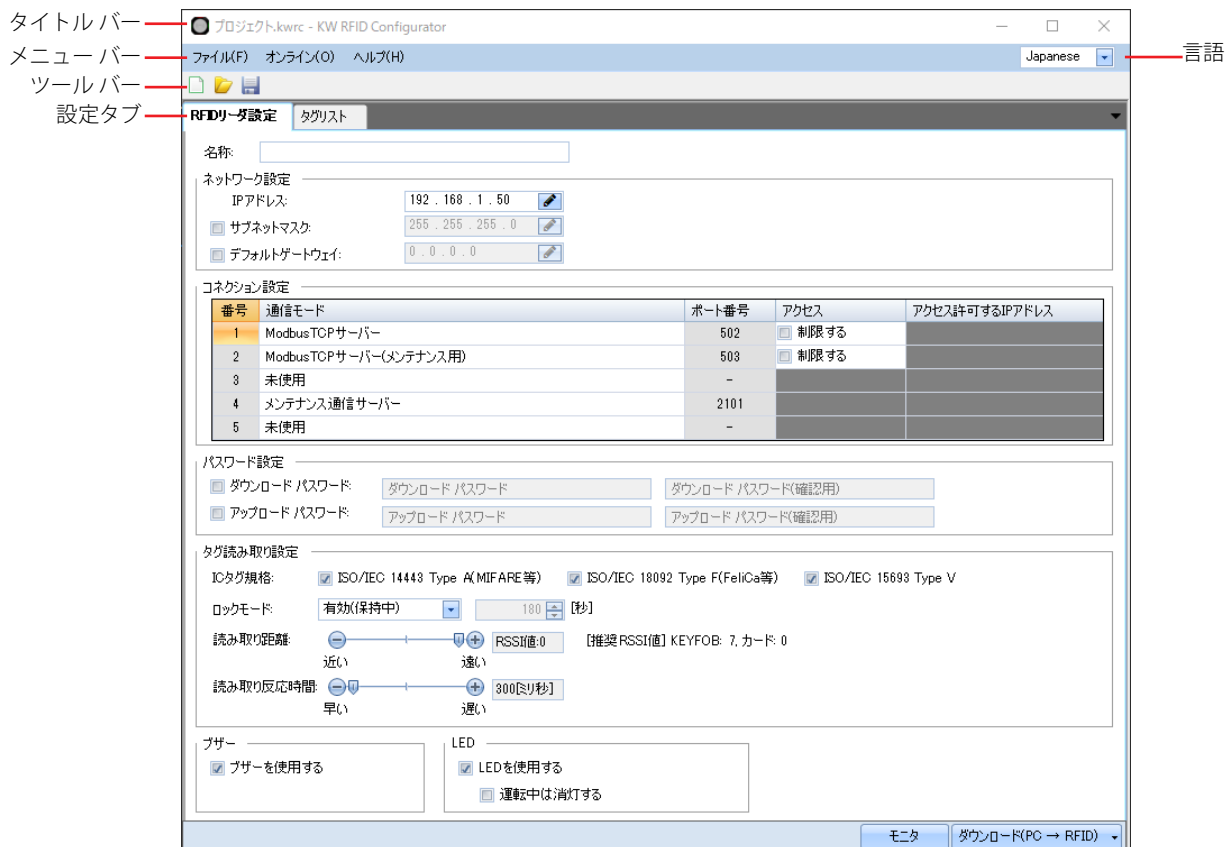 タイトル バー
プロジェクト.kwrc - KW RFID Configurator
メニュー バー
ファイル(F) オンライン(O) ヘルプ(H)
Japanese
言語
ツール バー
設定タブ
RFIDリーダ設定 タグリスト
名称:
ネットワーク設定
IPアドレス: 192 . 168 . 1 . 50
サブネットマスク: 255 . 255 . 255 . 0
デフォルトゲートウェイ: 0 . 0 . 0 . 0
コネクション設定
番号 通信モード ポート番号 アクセス アクセス許可するIPアドレス
1 ModbusTCPサーバー 502 制限する
2 ModbusTCPサーバー(メンテナンス用) 503 制限する
3 未使用 -
4 メンテナンス通信サーバー 2101
5 未使用 -
パスワード設定
ダウンロード パスワード: ダウンロード パスワード ダウンロード パスワード(確認用)
アップロード パスワード: アップロード パスワード アップロード パスワード(確認用)
タグ読み取り設定
ICタグ規格: ISO/IEC 14443 Type A(MIFARE等) ISO/IEC 18092 Type F(FeliCa等) ISO/IEC 15693 Type V
ロックモード: 有効(保持中) 180 [秒]
読み取り距離: RSSI値:0 [推奨RSSI値] KEYFOB: 7, カード: 0
近い 遠い
読み取り反応時間: 300[ミリ秒]
早い 遅い
ブザー
ブザーを使用する
LED
LEDを使用する
運転中は消灯する
モニタ ダウンロード(PC → RFID)